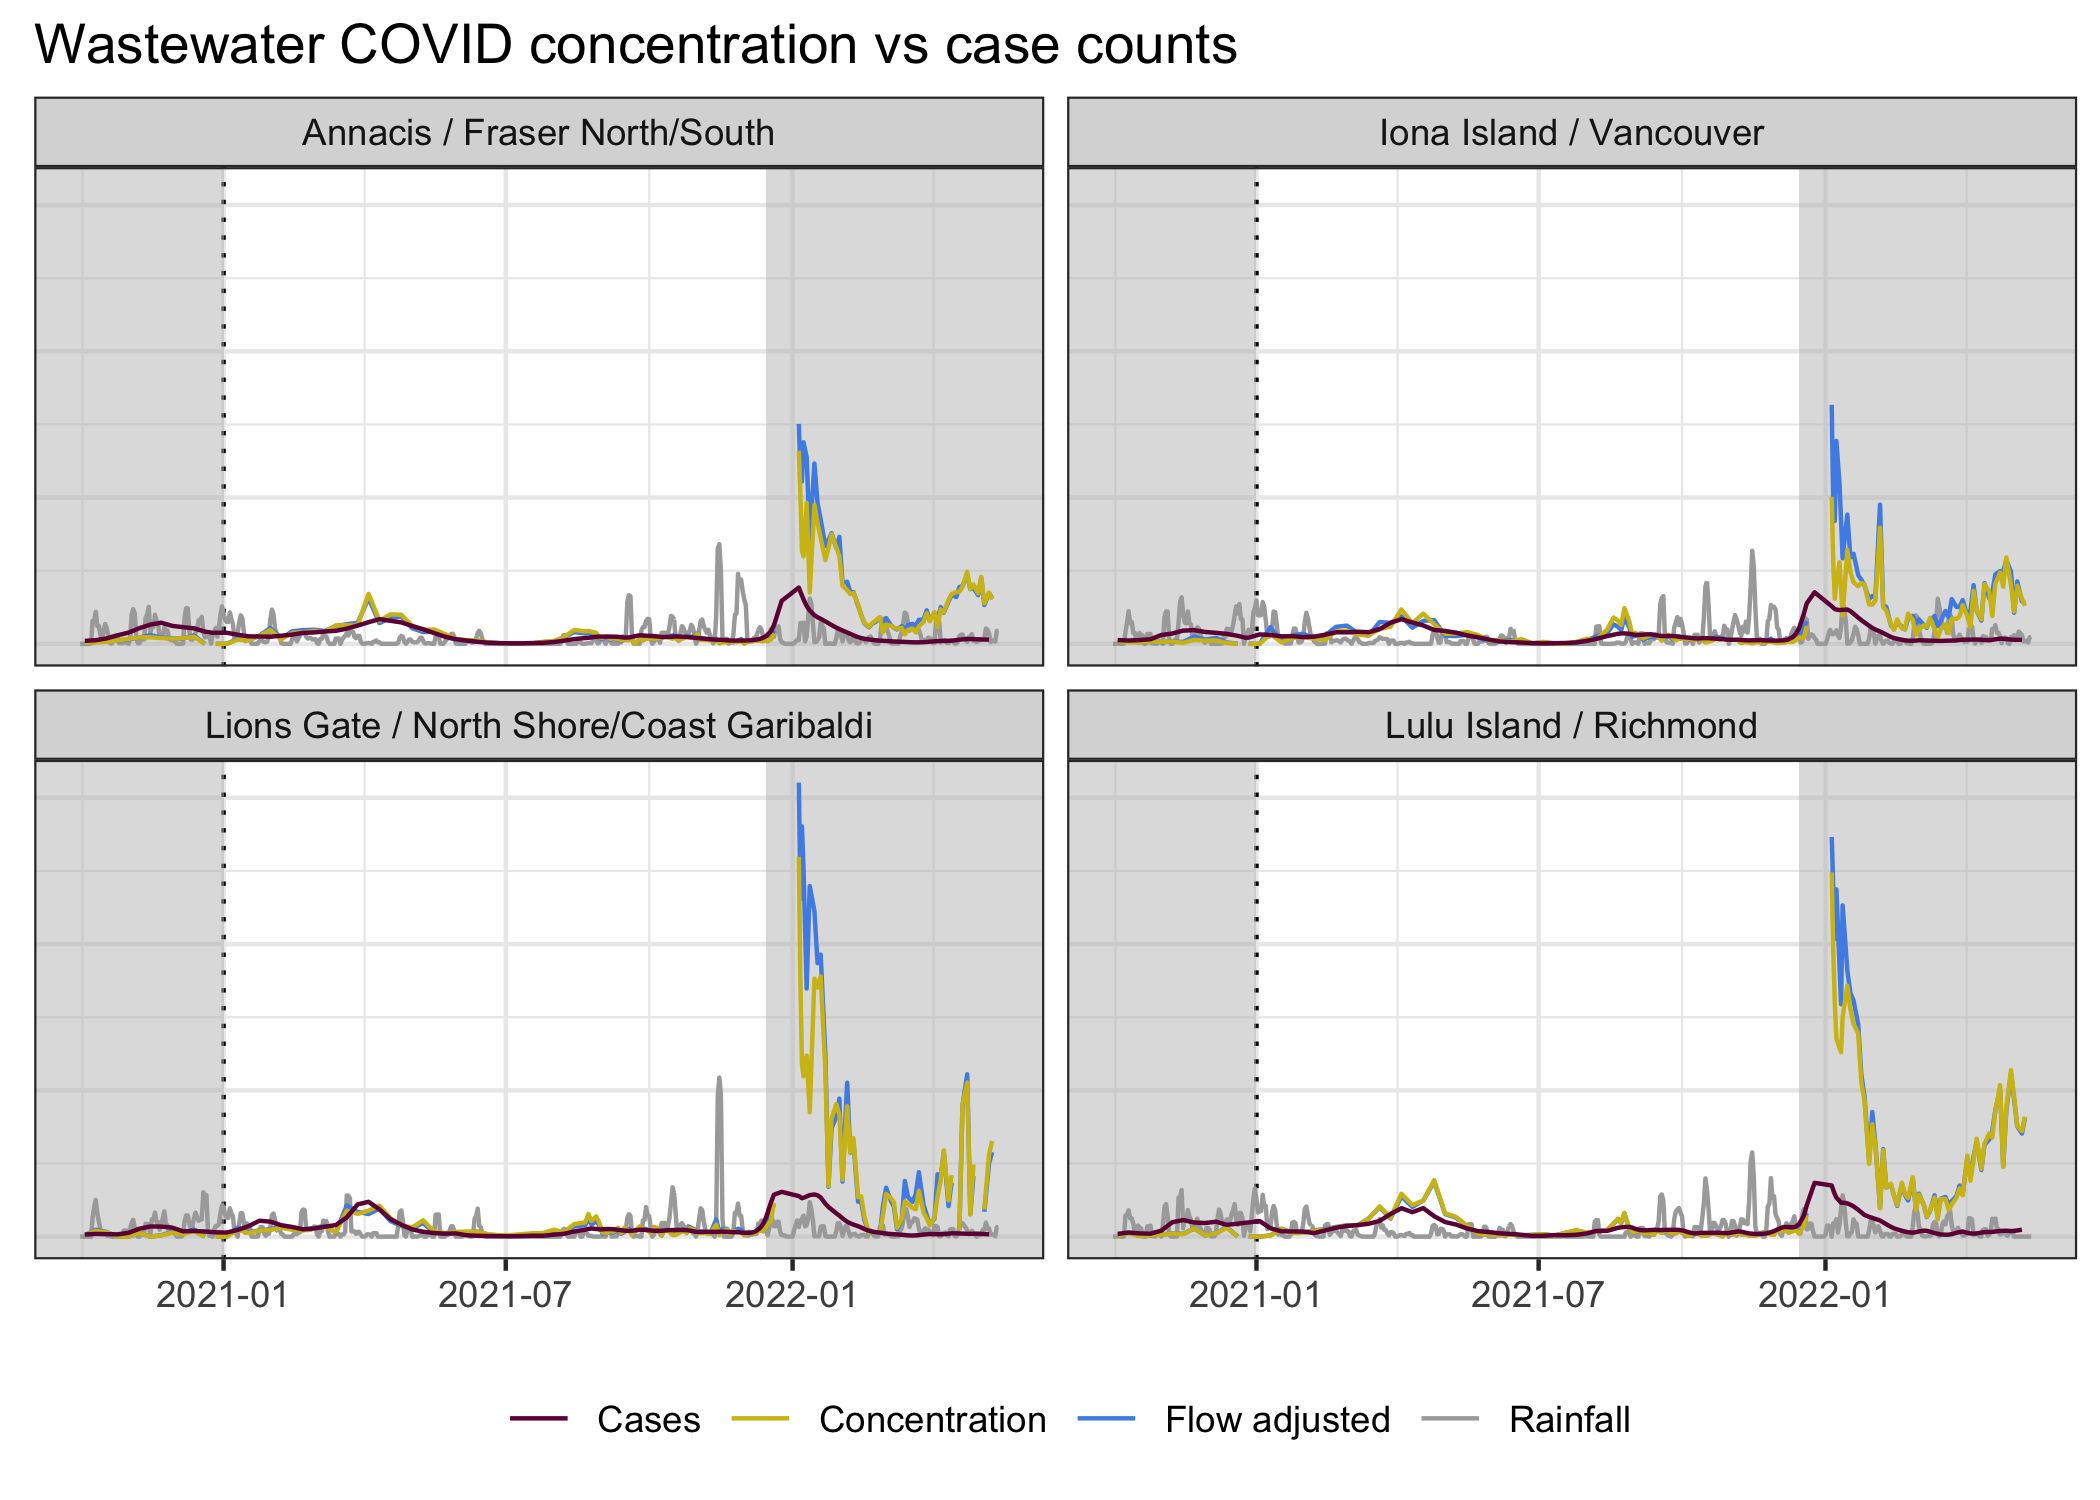 Wastewater COVID concentration vs case counts
Annacis / Fraser North/South
Iona Island / Vancouver
Lions Gate / North Shore/Coast Garibaldi
Lulu Island / Richmond
2021-01 2021-07 2022-01 2021-01 2021-07 2022-01
Cases Concentration Flow adjusted Rainfall